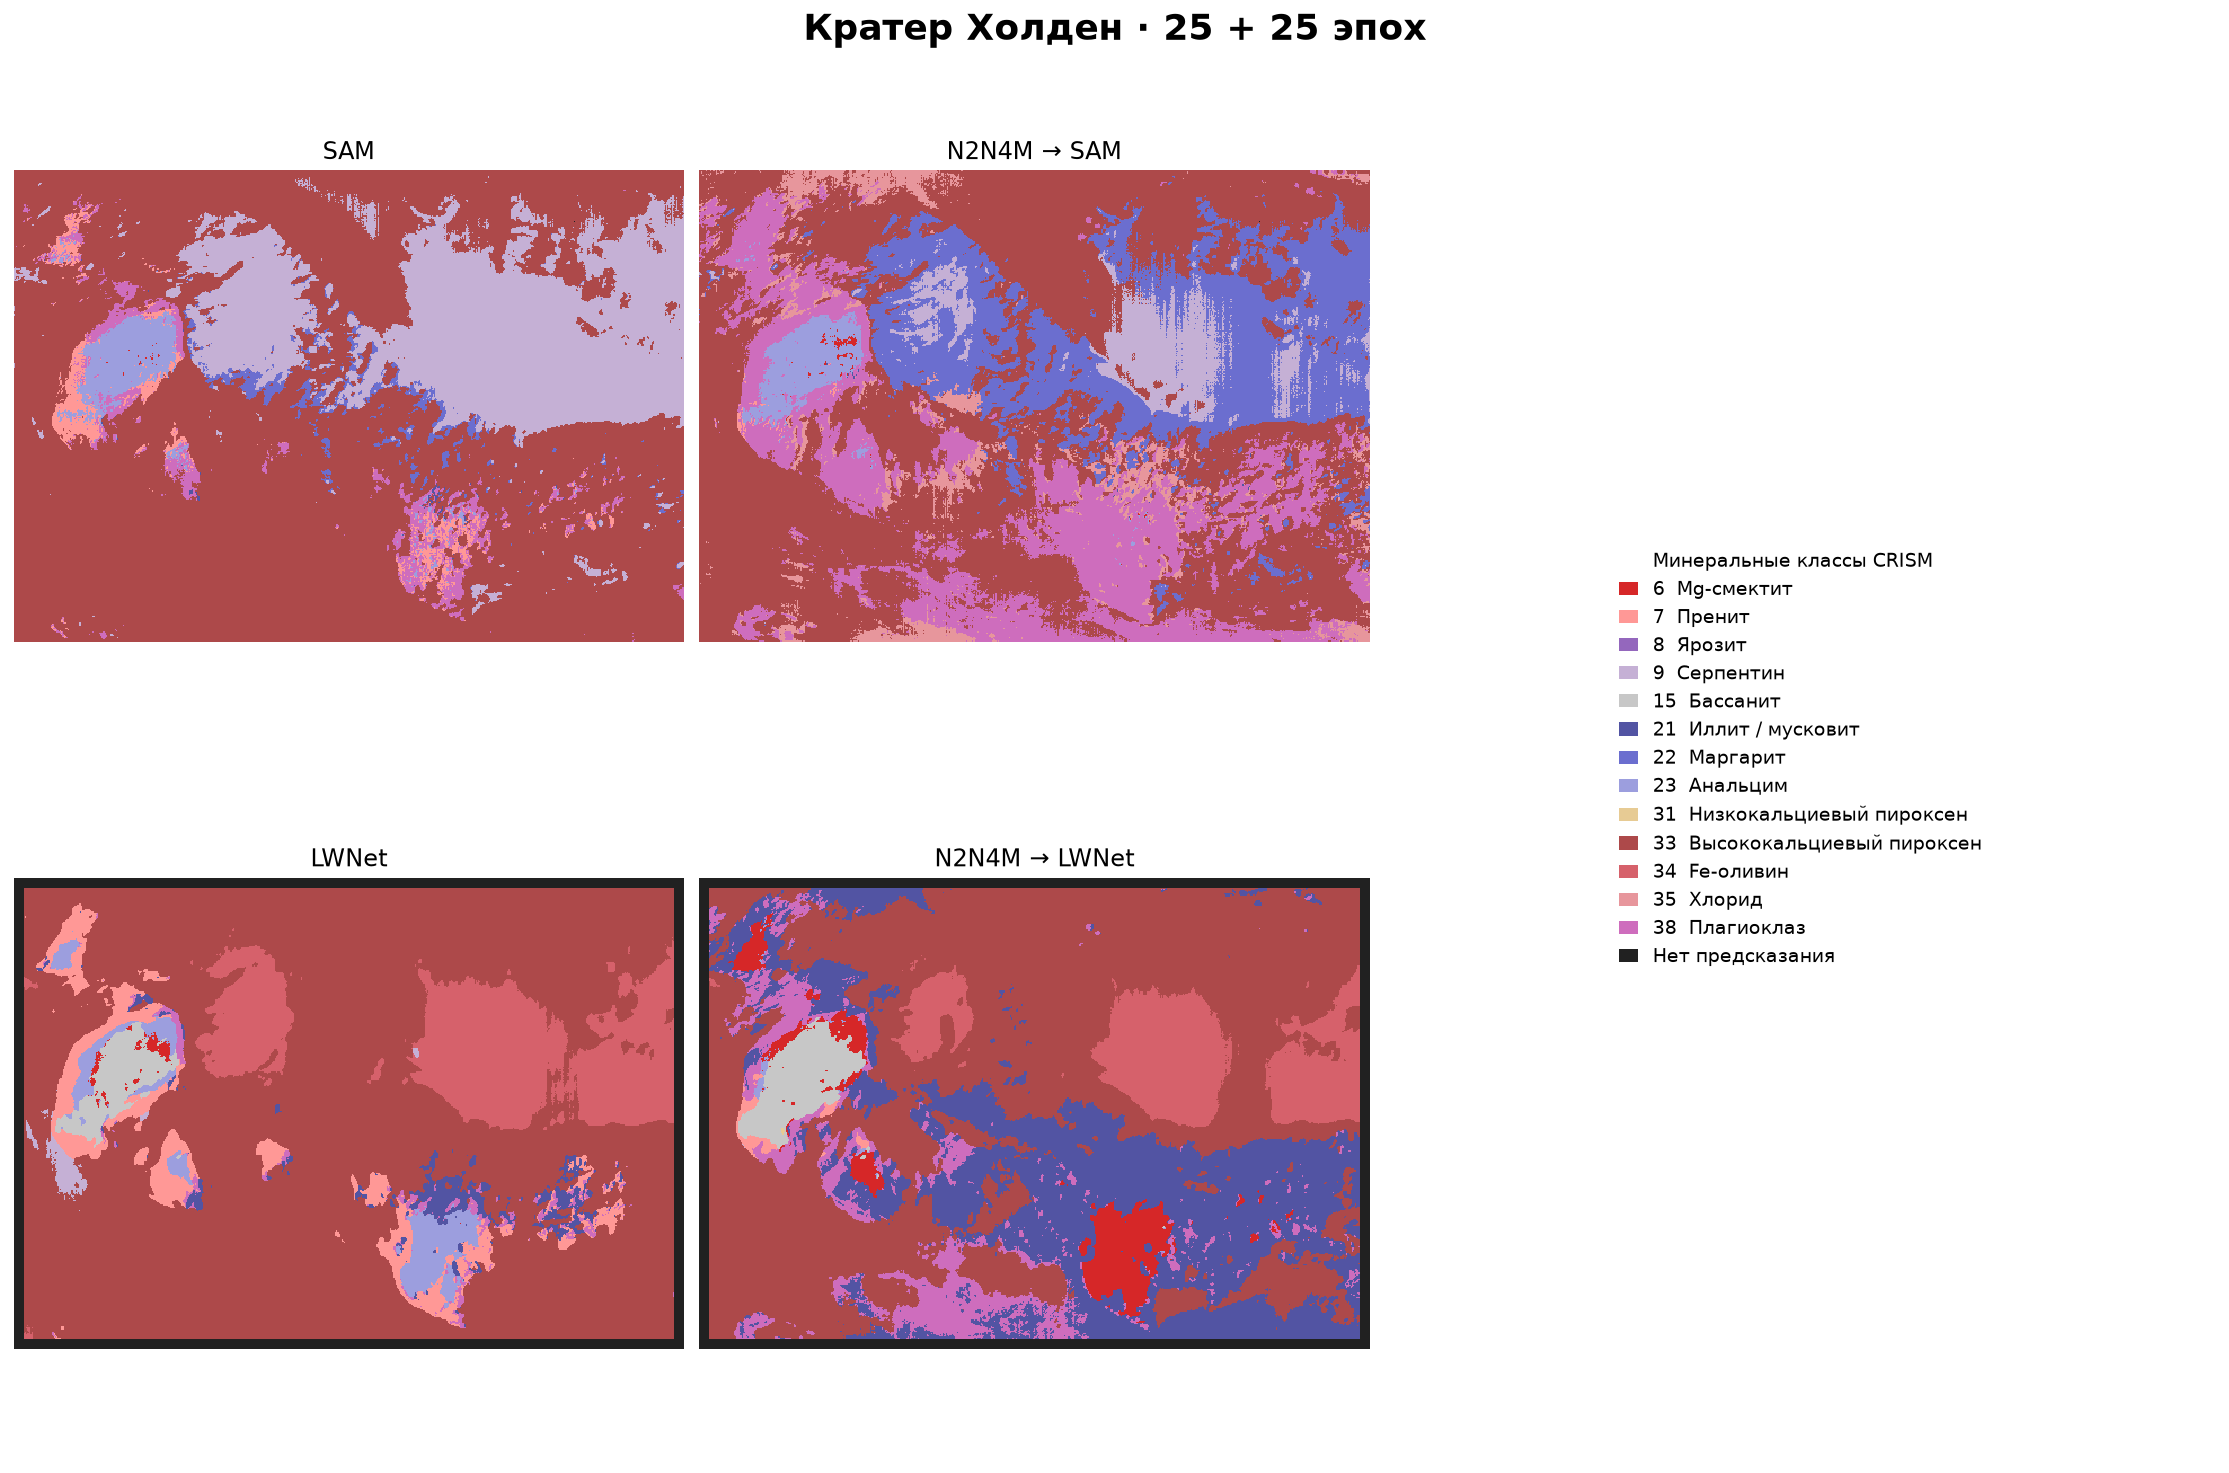 Кратер Холден · 25 + 25 эпох
SAM
N2N4M → SAM
LWNet
N2N4M → LWNet
Минеральные классы CRISM
6 Mg-смектит
7 Пренит
8 Ярозит
9 Серпентин
15 Бассанит
21 Иллит / мусковит
22 Маргарит
23 Анальцим
31 Низкокальциевый пироксен
33 Высококальциевый пироксен
34 Fe-оливин
35 Хлорид
38 Плагиоклаз
Нет предсказания